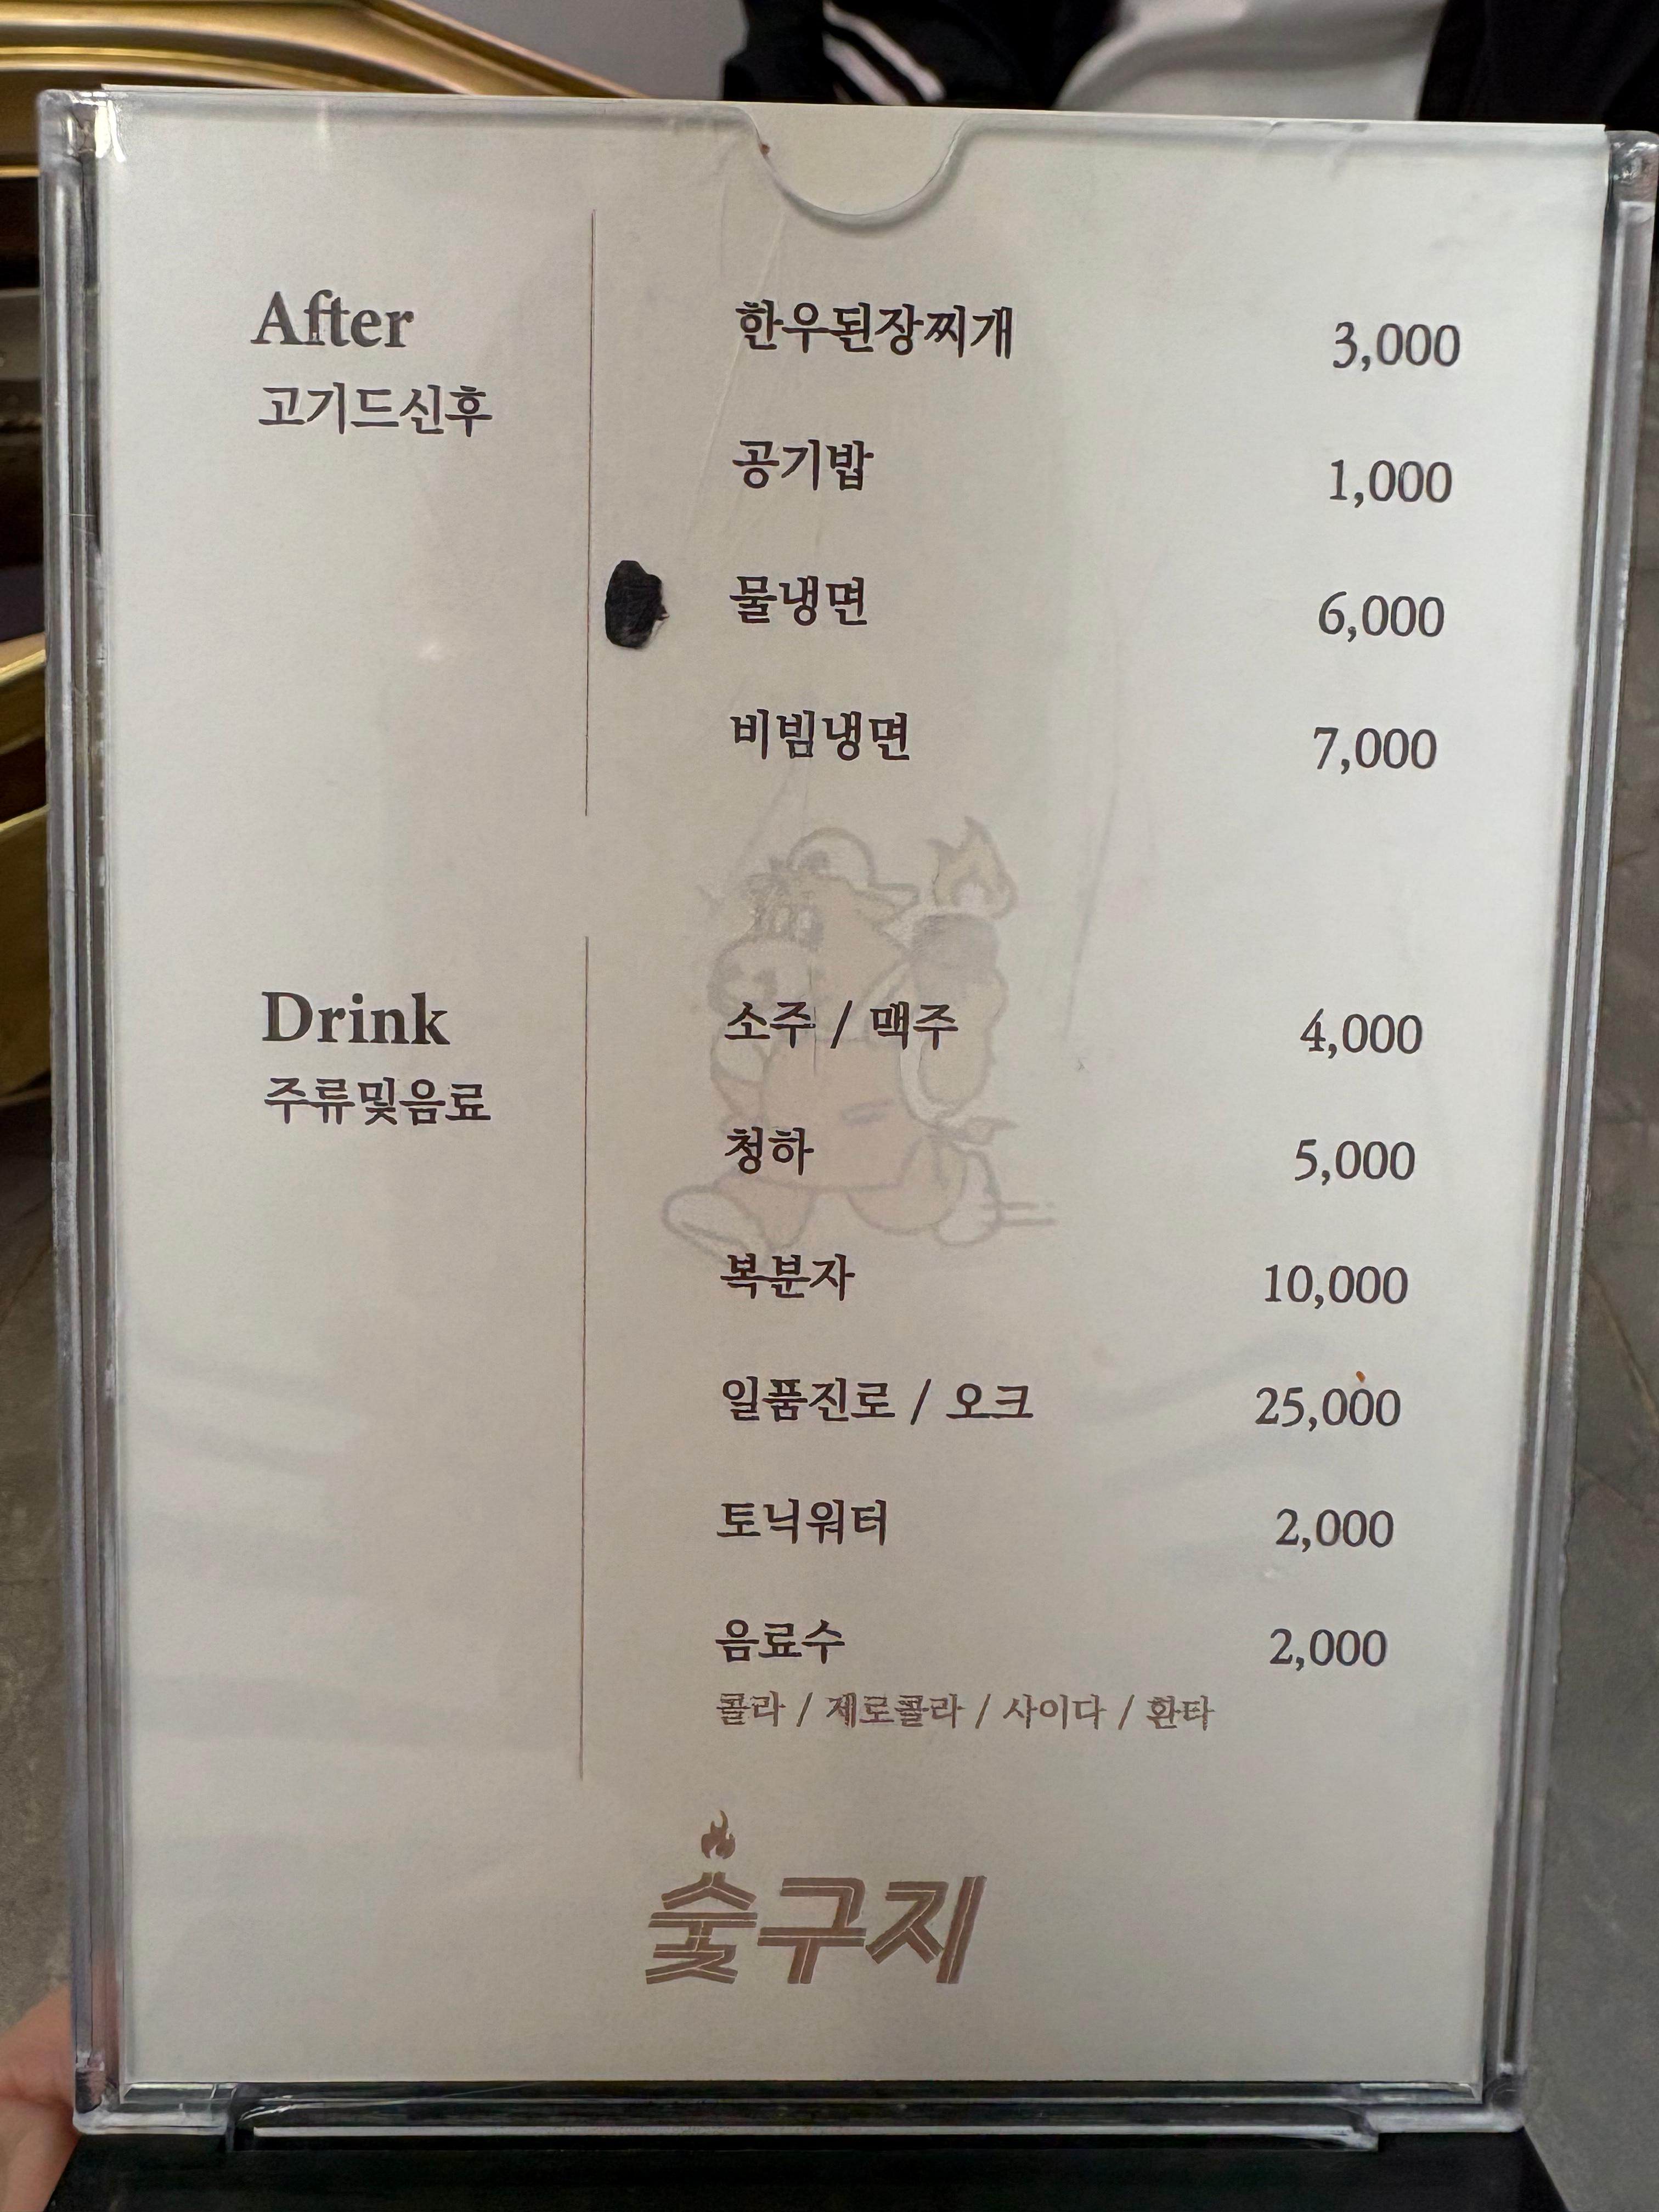 After
고기드신후
한우된장찌개 3,000
공기밥 1,000
물냉면 6,000
비빔냉면 7,000
Drink
주류및음료
소주 / 맥주 4,000
청하 5,000
복분자 10,000
일품진로 / 오크 25,000
토닉워터 2,000
음료수 2,000
콜라 / 제로콜라 / 사이다 / 환타
숯구지